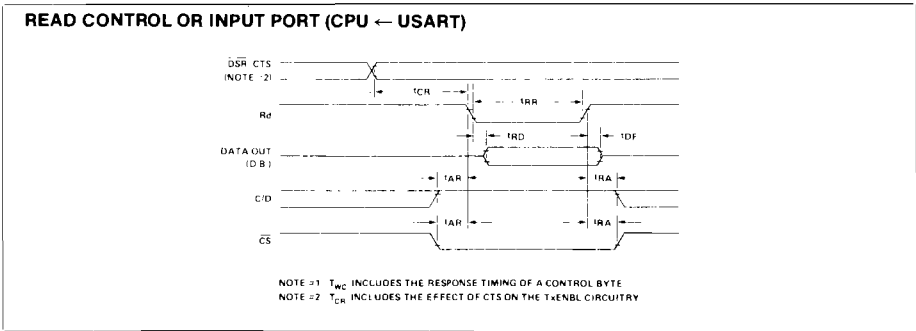 READ CONTROL OR INPUT PORT (CPU ← USART)
D̅S̅R̅ CTS
(NOTE =2)
tCR
tRR
Rd
tRD
tDF
DATA OUT
(D.B.)
tAR
tRA
C/D
tAR
tRA
C̅S̅
NOTE =1 TWC INCLUDES THE RESPONSE TIMING OF A CONTROL BYTE
NOTE =2 TCR INCLUDES THE EFFECT OF CTS ON THE TxENBL CIRCUITRY